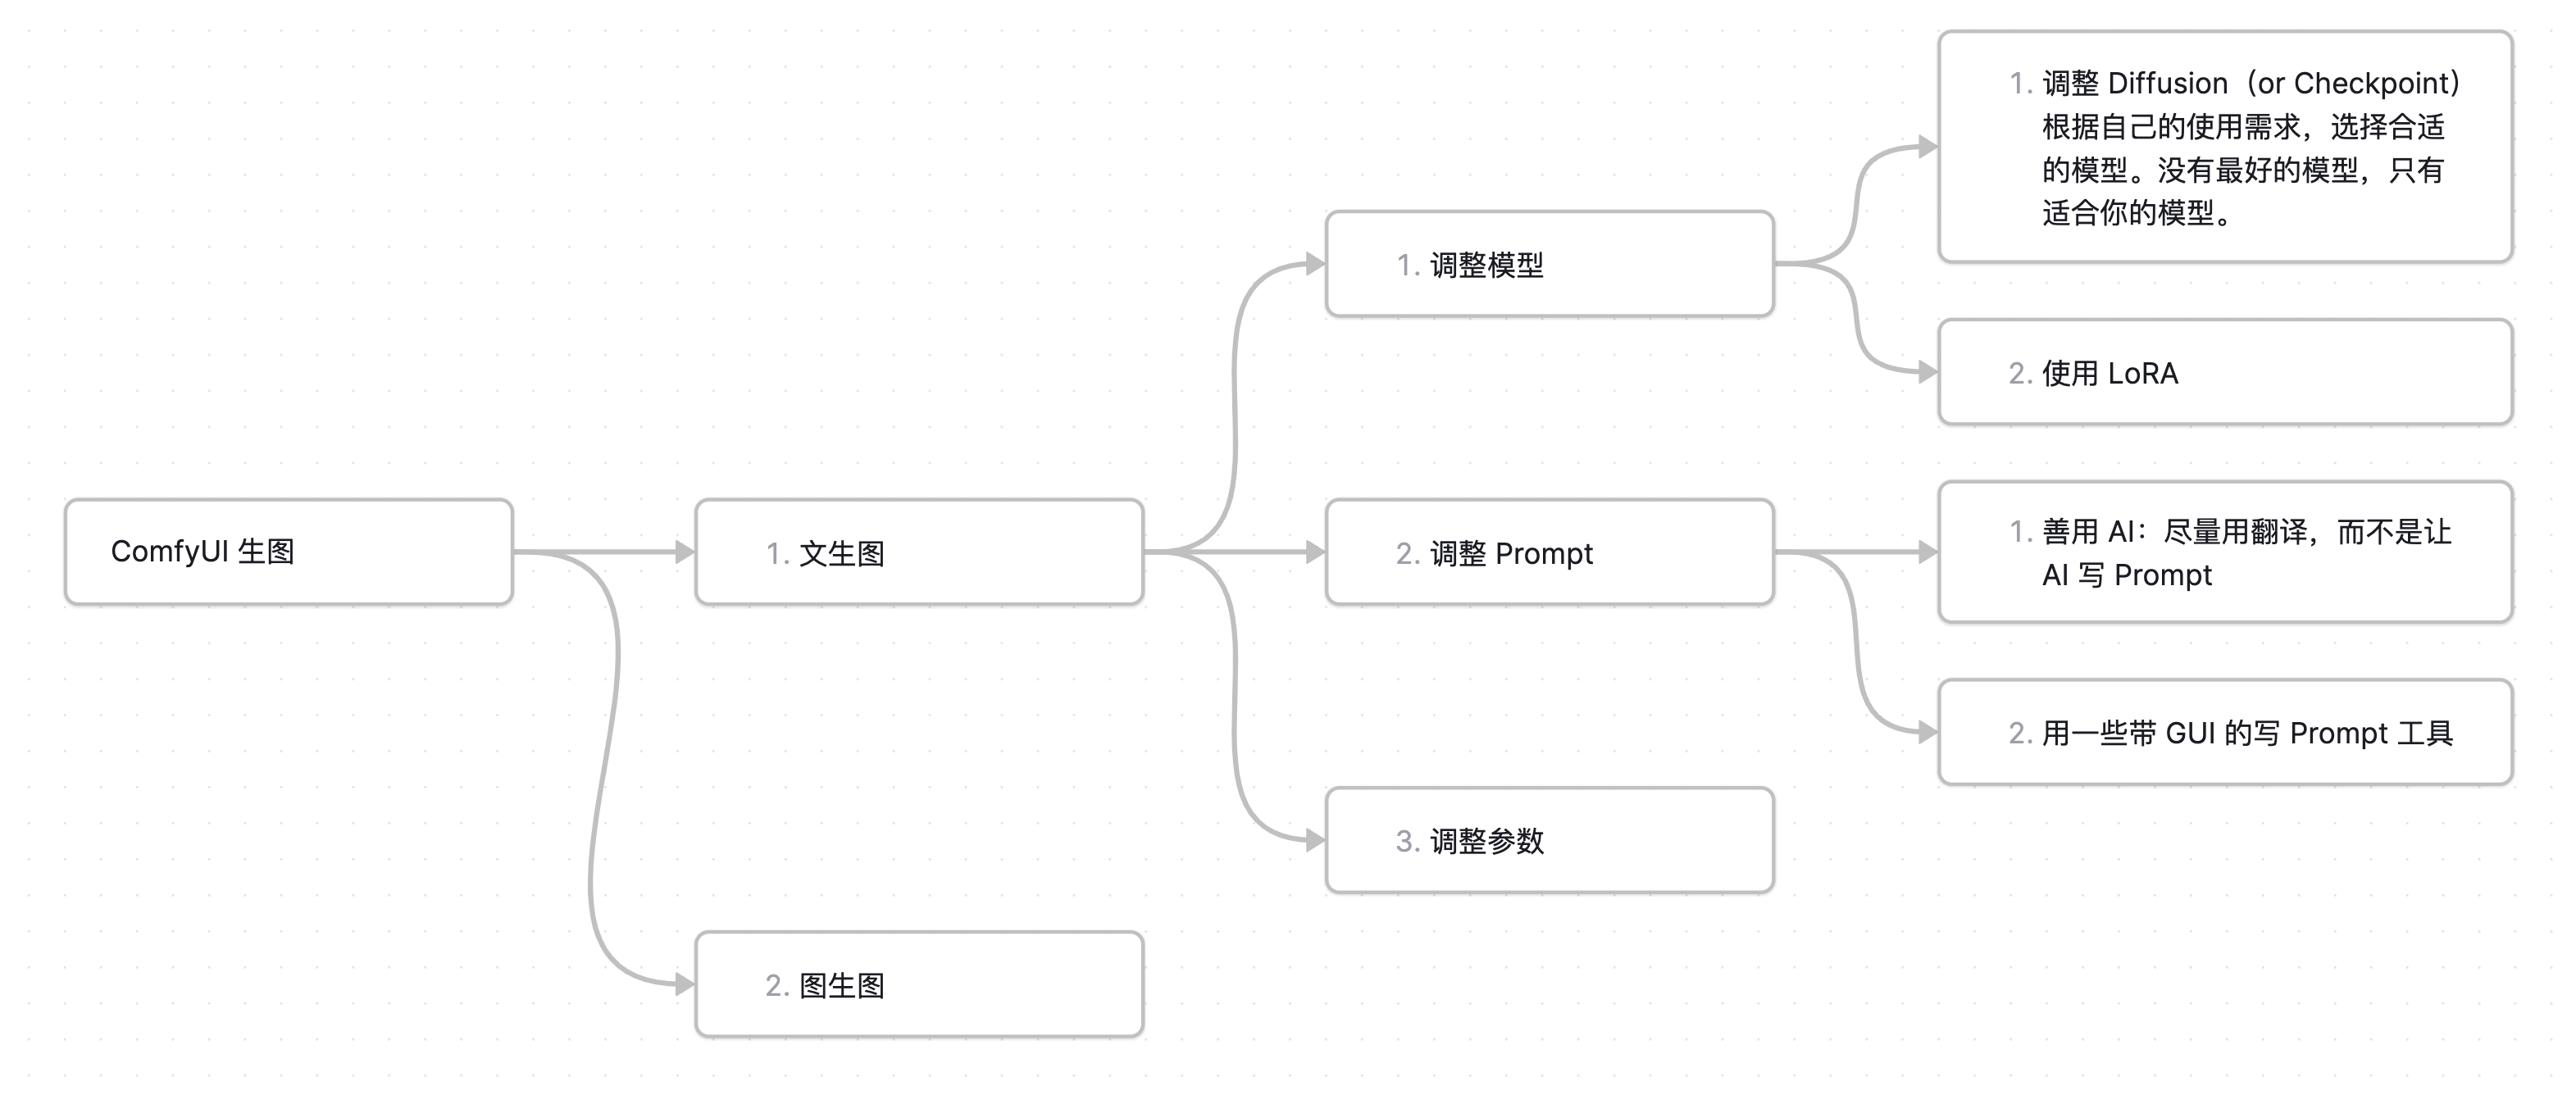 ComfyUI 生图
1. 文生图
2. 图生图
1. 调整模型
2. 调整 Prompt
3. 调整参数
1. 调整 Diffusion（or Checkpoint）
根据自己的使用需求，选择合适
的模型。没有最好的模型，只有
适合你的模型。
2. 使用 LoRA
1. 善用 AI：尽量用翻译，而不是让
AI 写 Prompt
2. 用一些带 GUI 的写 Prompt 工具